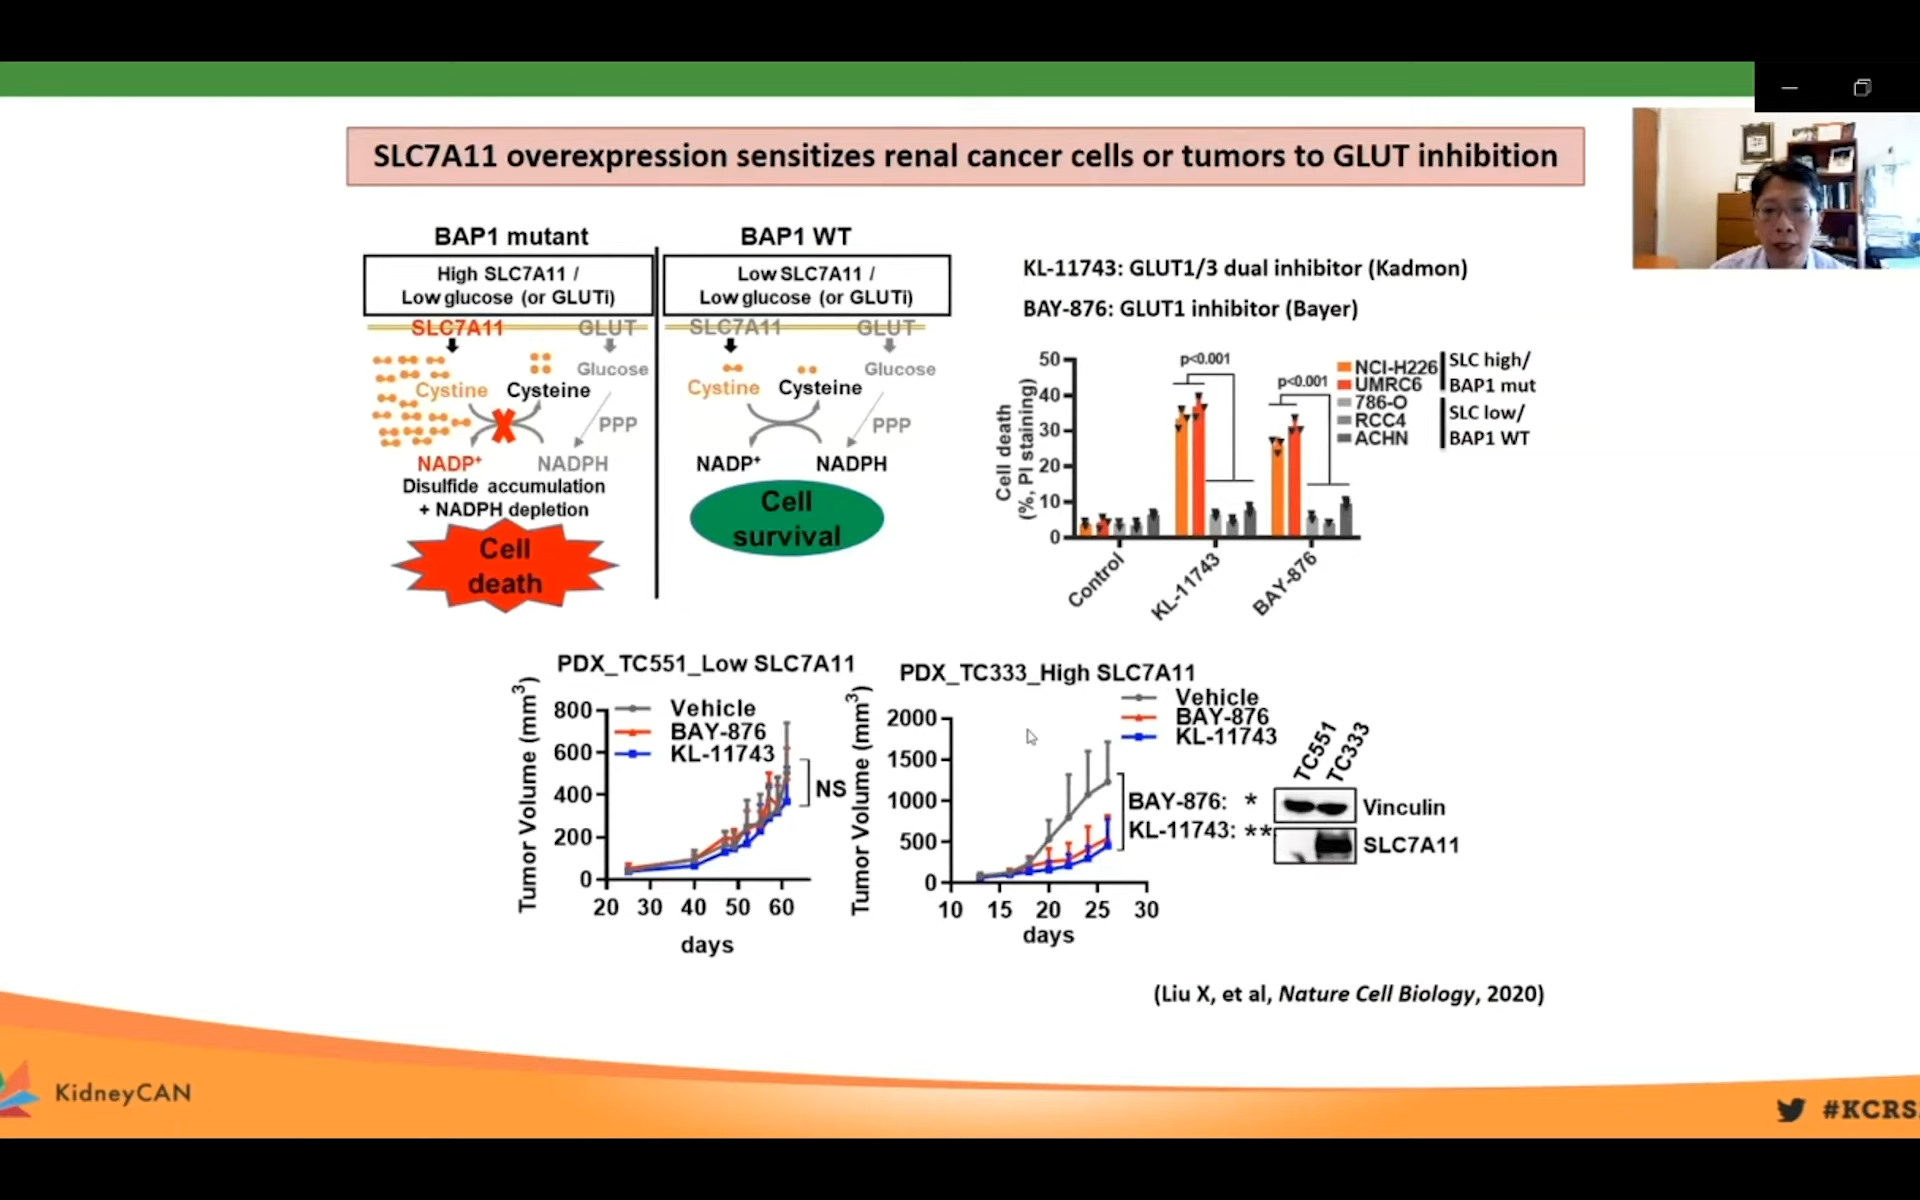 SLC7A11 overexpression sensitizes renal cancer cells or tumors to GLUT inhibition
BAP1 mutant
High SLC7A11 /
Low glucose (or GLUTi)
SLC7A11
GLUT
Cystine
Cysteine
Glucose
PPP
NADP+
NADPH
Disulfide accumulation
+ NADPH depletion
Cell
death
BAP1 WT
Low SLC7A11 /
Low glucose (or GLUTi)
SLC7A11
GLUT
Cystine
Cysteine
Glucose
PPP
NADP+
NADPH
Cell
survival
KL-11743: GLUT1/3 dual inhibitor (Kadmon)
BAY-876: GLUT1 inhibitor (Bayer)
Cell death
(%, PI staining)
50
40
30
20
10
0
p<0.001
p<0.001
NCI-H226
UMRC6
786-O
RCC4
ACHN
SLC high/
BAP1 mut
SLC low/
BAP1 WT
Control
KL-11743
BAY-876
PDX_TC551_Low SLC7A11
Tumor Volume (mm3)
800
600
400
200
0
Vehicle
BAY-876
KL-11743
NS
20 30 40 50 60
days
PDX_TC333_High SLC7A11
Tumor Volume (mm3)
2000
1500
1000
500
0
Vehicle
BAY-876
KL-11743
BAY-876: *
KL-11743: **
10 15 20 25 30
days
TC551
TC333
Vinculin
SLC7A11
(Liu X, et al, Nature Cell Biology, 2020)
KidneyCAN
#KCRS